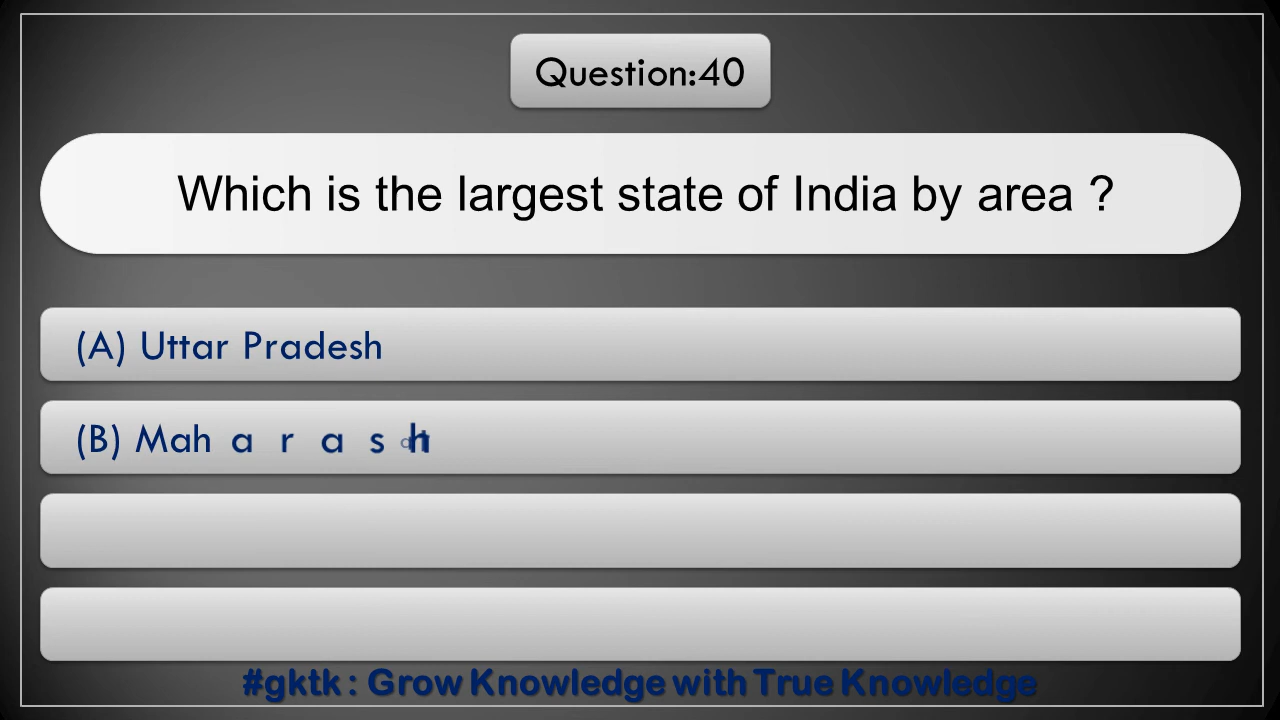 Question:40
Which is the largest state of India by area ?
(A) Uttar Pradesh
(B)
#gktk : Grow Knowledge with True Knowledge